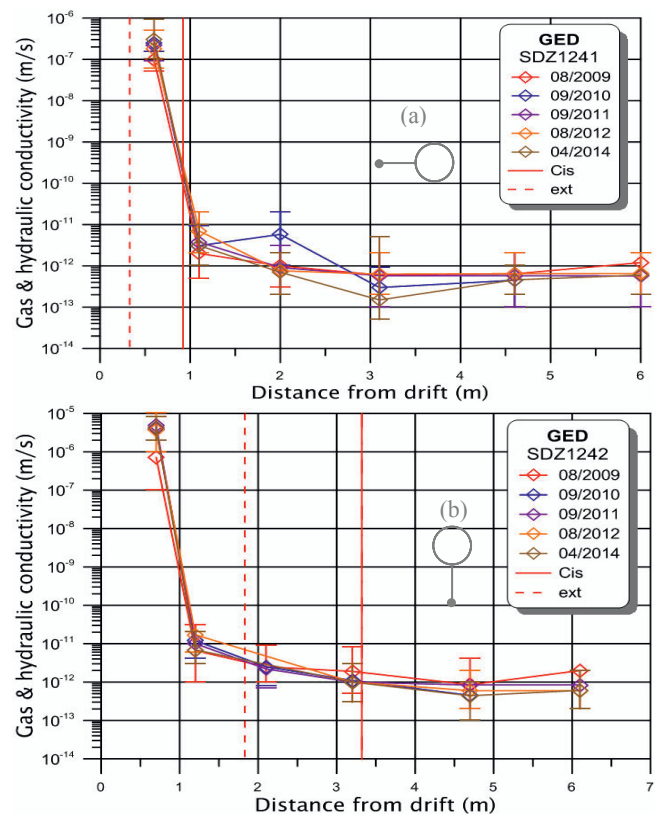 Gas & hydraulic conductivity (m/s)
10⁻⁶
10⁻⁷
10⁻⁸
10⁻⁹
10⁻¹⁰
10⁻¹¹
10⁻¹²
10⁻¹³
10⁻¹⁴
(a)
GED
SDZ1241
08/2009
09/2010
09/2011
08/2012
04/2014
Cis
ext
0 1 2 3 4 5 6
Distance from drift (m)
Gas & hydraulic conductivity (m/s)
10⁻⁵
10⁻⁶
10⁻⁷
10⁻⁸
10⁻⁹
10⁻¹⁰
10⁻¹¹
10⁻¹²
10⁻¹³
10⁻¹⁴
(b)
GED
SDZ1242
08/2009
09/2010
09/2011
08/2012
04/2014
Cis
ext
0 1 2 3 4 5 6 7
Distance from drift (m)